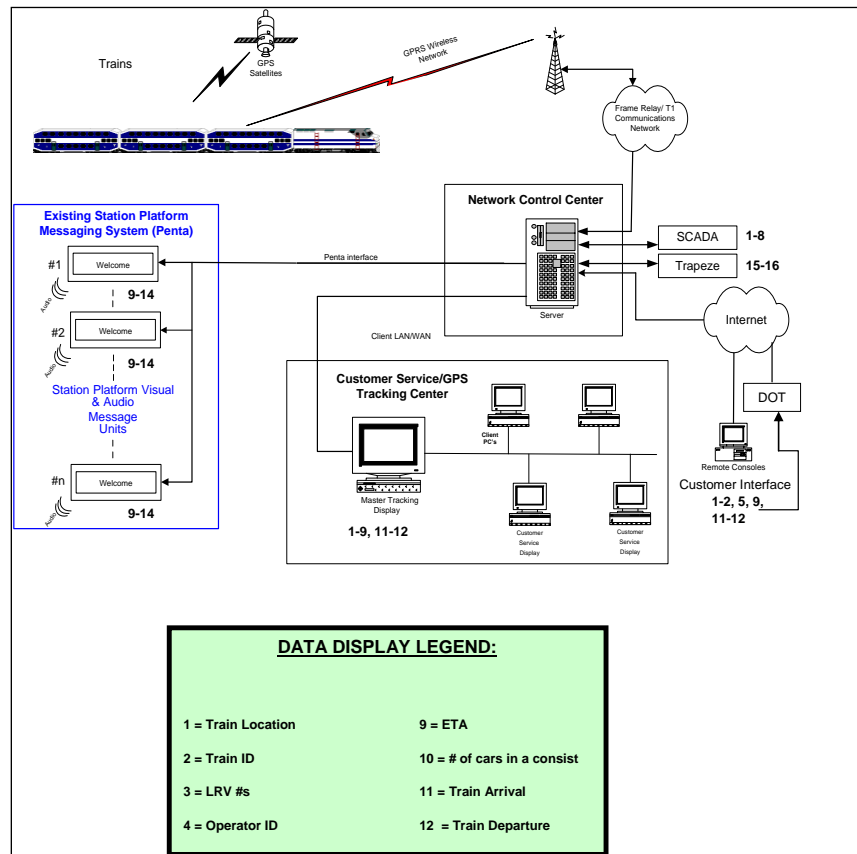 Trains
GPS
Satellites
GPRS Wireless
Network
Frame Relay/ T1
Communications
Network
Existing Station Platform
Messaging System (Penta)
#1
Welcome
Audio
9-14
#2
Welcome
Audio
9-14
Station Platform Visual
& Audio
Message
Units
#n
Welcome
Audio
9-14
Penta interface
Network Control Center
Server
SCADA
1-8
Trapeze
15-16
Client LAN/WAN
Internet
DOT
Remote Consoles
Customer Interface
1-2, 5, 9,
11-12
Customer Service/GPS
Tracking Center
Client
PC's
Master Tracking
Display
1-9, 11-12
Customer
Service
Display
Customer
Service
Display
DATA DISPLAY LEGEND:
1 = Train Location
2 = Train ID
3 = LRV #s
4 = Operator ID
9 = ETA
10 = # of cars in a consist
11 = Train Arrival
12 = Train Departure